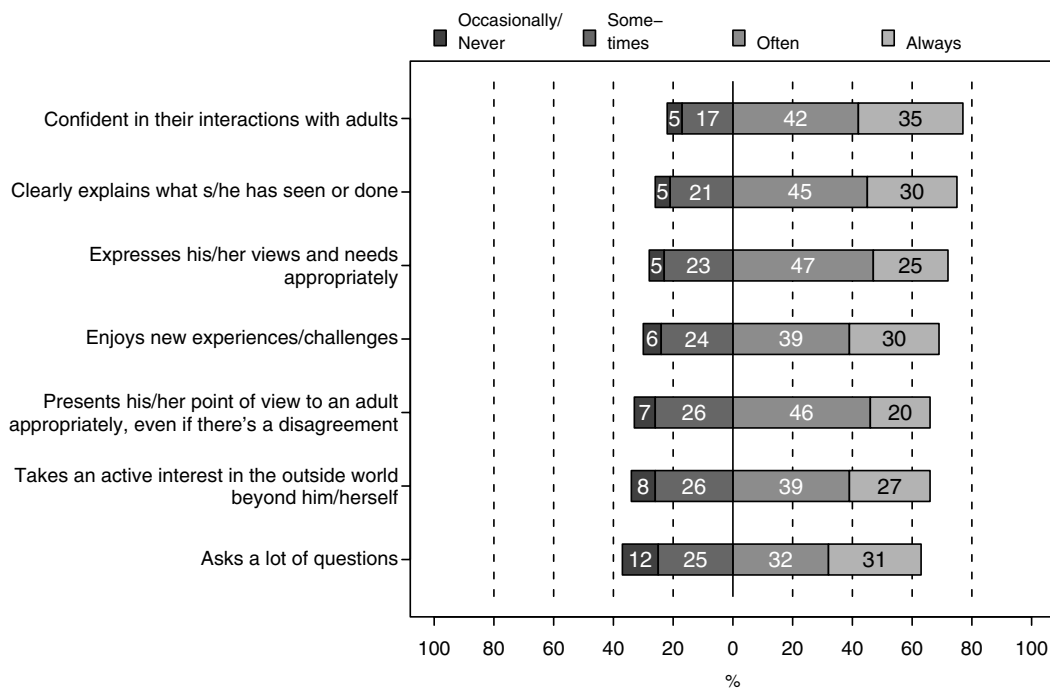 Occasionally/
Never
Some–
times
Often
Always
Confident in their interactions with adults
5 17 42 35
Clearly explains what s/he has seen or done
5 21 45 30
Expresses his/her views and needs
appropriately
5 23 47 25
Enjoys new experiences/challenges
6 24 39 30
Presents his/her point of view to an adult
appropriately, even if there's a disagreement
7 26 46 20
Takes an active interest in the outside world
beyond him/herself
8 26 39 27
Asks a lot of questions
12 25 32 31
100 80 60 40 20 0 20 40 60 80 100
%